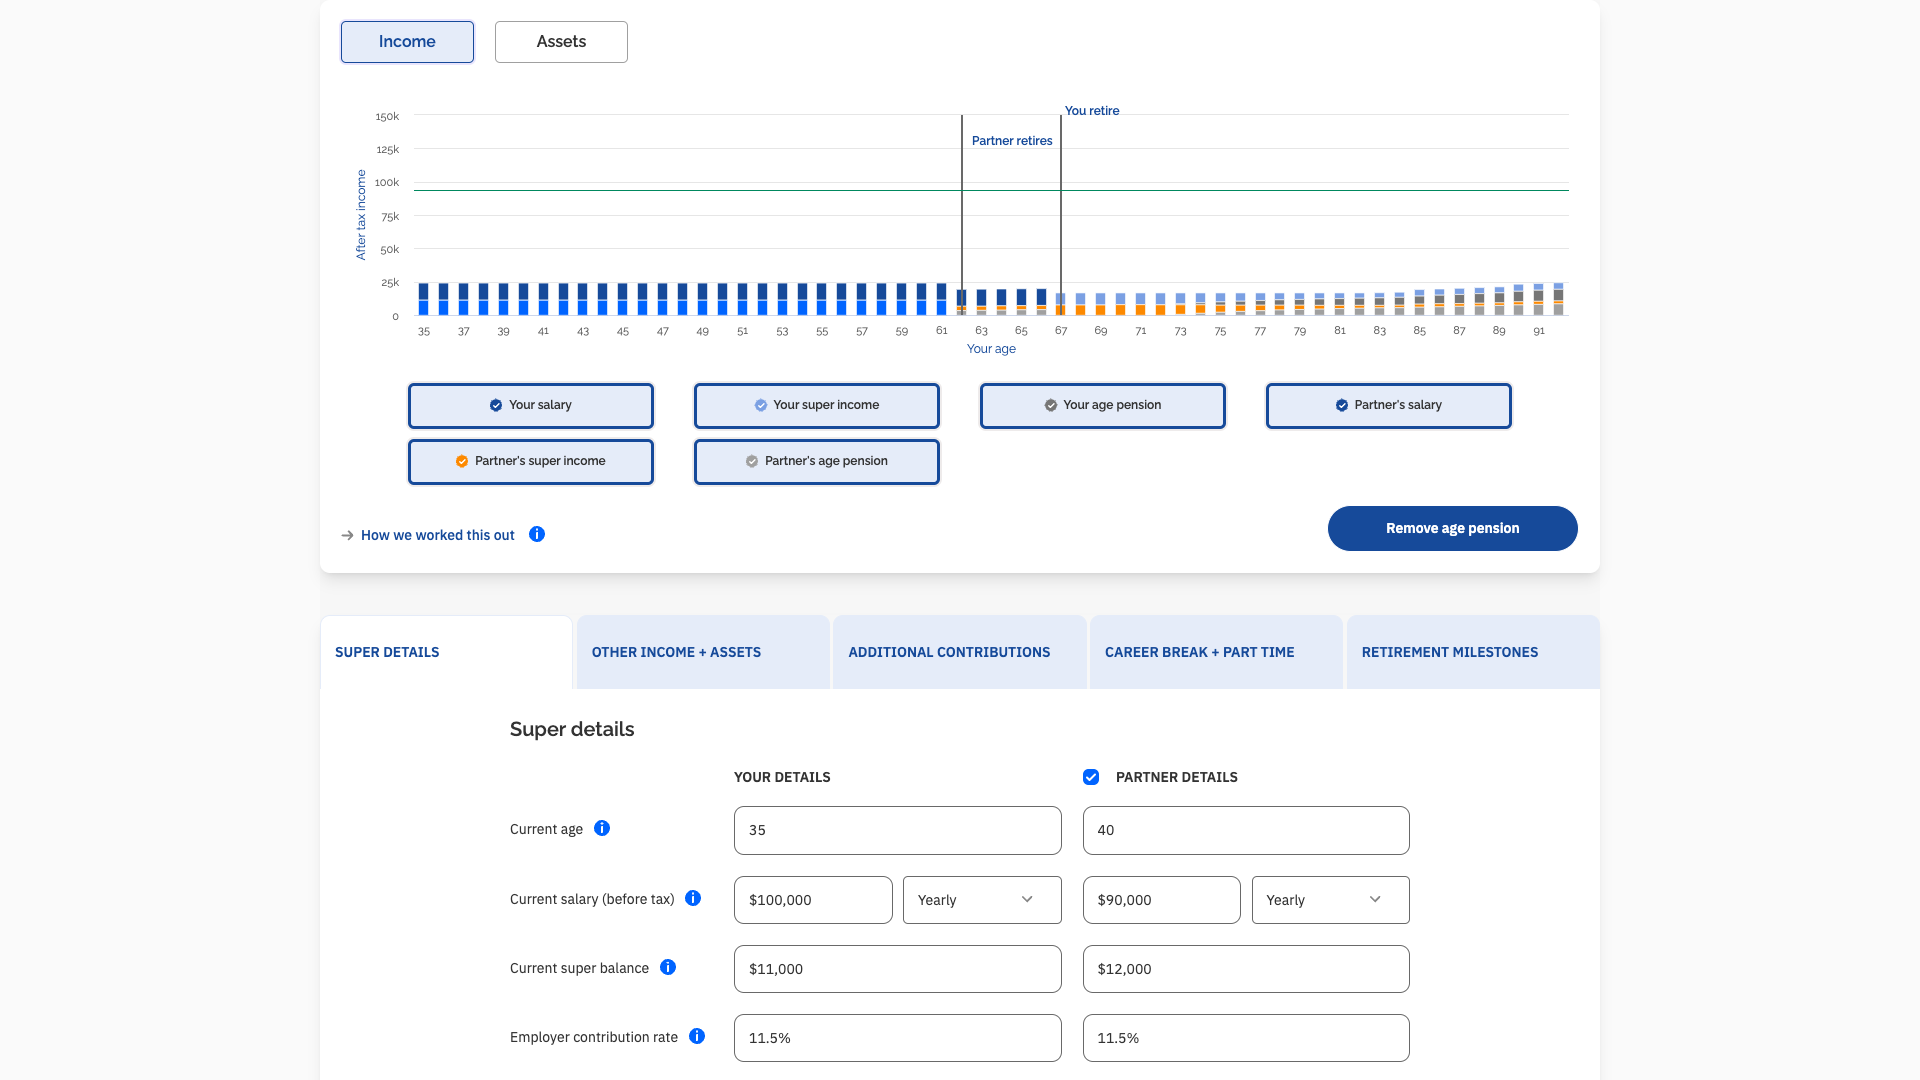 Income
Assets
You retire
Partner retires
150k
125k
100k
75k
50k
25k
0
After tax income
35 37 39 41 43 45 47 49 51 53 55 57 59 61 63 65 67 69 71 73 75 77 79 81 83 85 87 89 91
Your age
Your salary
Your super income
Your age pension
Partner's salary
Partner's super income
Partner's age pension
How we worked this out
Remove age pension
SUPER DETAILS
OTHER INCOME + ASSETS
ADDITIONAL CONTRIBUTIONS
CAREER BREAK + PART TIME
RETIREMENT MILESTONES
Super details
YOUR DETAILS
PARTNER DETAILS
Current age
35
40
Current salary (before tax)
$100,000
Yearly
$90,000
Yearly
Current super balance
$11,000
$12,000
Employer contribution rate
11.5%
11.5%